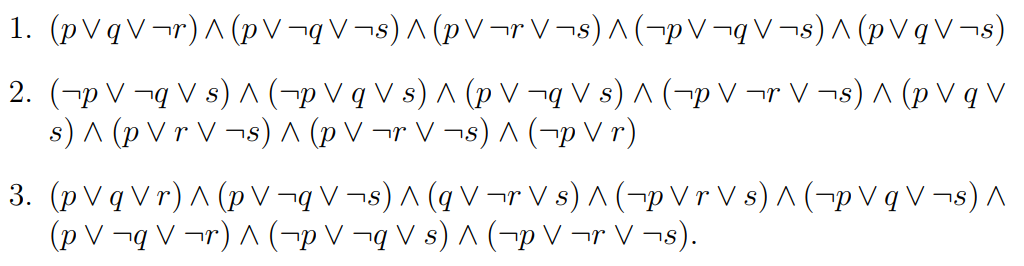 1. (p ∨ q ∨ ¬r) ∧ (p ∨ ¬q ∨ ¬s) ∧ (p ∨ ¬r ∨ ¬s) ∧ (¬p ∨ ¬q ∨ ¬s) ∧ (p ∨ q ∨ ¬s)
2. (¬p ∨ ¬q ∨ s) ∧ (¬p ∨ q ∨ s) ∧ (p ∨ ¬q ∨ s) ∧ (¬p ∨ ¬r ∨ ¬s) ∧ (p ∨ q ∨
s) ∧ (p ∨ r ∨ ¬s) ∧ (p ∨ ¬r ∨ ¬s) ∧ (¬p ∨ r)
3. (p ∨ q ∨ r) ∧ (p ∨ ¬q ∨ ¬s) ∧ (q ∨ ¬r ∨ s) ∧ (¬p ∨ r ∨ s) ∧ (¬p ∨ q ∨ ¬s) ∧
(p ∨ ¬q ∨ ¬r) ∧ (¬p ∨ ¬q ∨ s) ∧ (¬p ∨ ¬r ∨ ¬s).